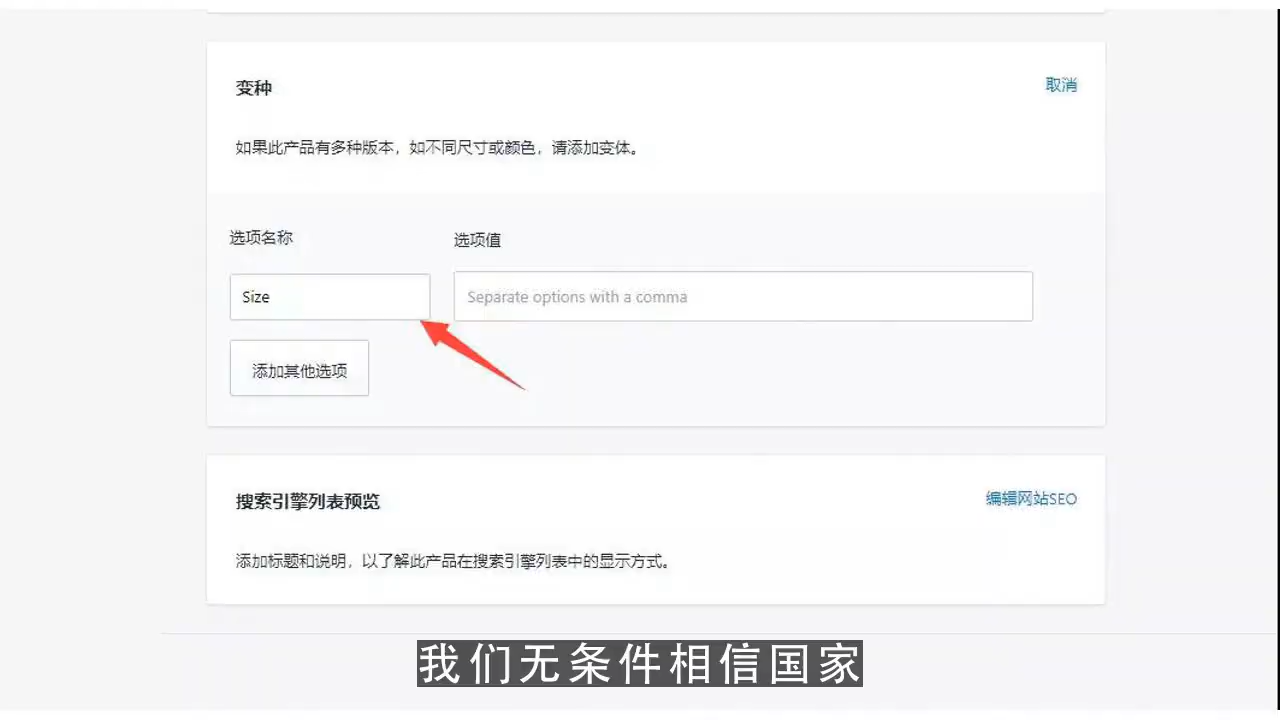 变种
取消
如果此产品有多种版本，如不同尺寸或颜色，请添加变体。
选项名称
选项值
Size
Separate options with a comma
添加其他选项
搜索引擎列表预览
编辑网站SEO
添加标题和说明，以了解此产品在搜索引擎列表中的显示方式。
我们无条件相信国家